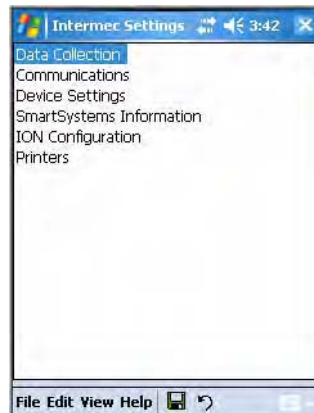 Intermec Settings 3:42
Data Collection
Communications
Device Settings
SmartSystems Information
ION Configuration
Printers
File Edit View Help